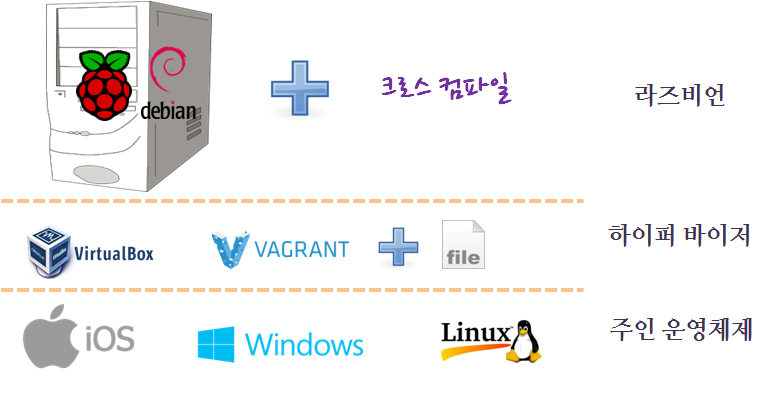 debian
크로스 컴파일
라즈비언
VirtualBox
VAGRANT
file
하이퍼 바이저
iOS
Windows
Linux
주인 운영체제